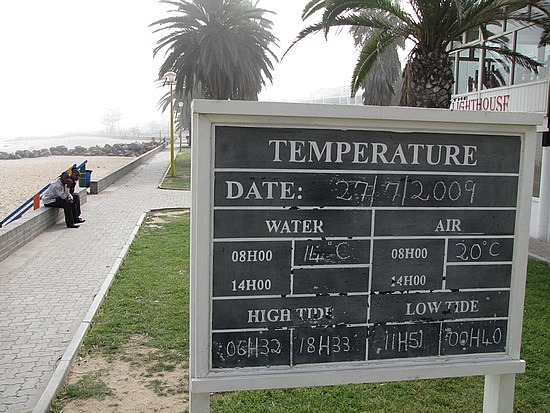 THE
LIGHTHOUSE
TEMPERATURE
DATE: 27/7/2009
WATER AIR
08H00 14°C 08H00 20°C
14H00 14H00
HIGH TIDE LOW TIDE
06H32 18H33 11H51 00H40